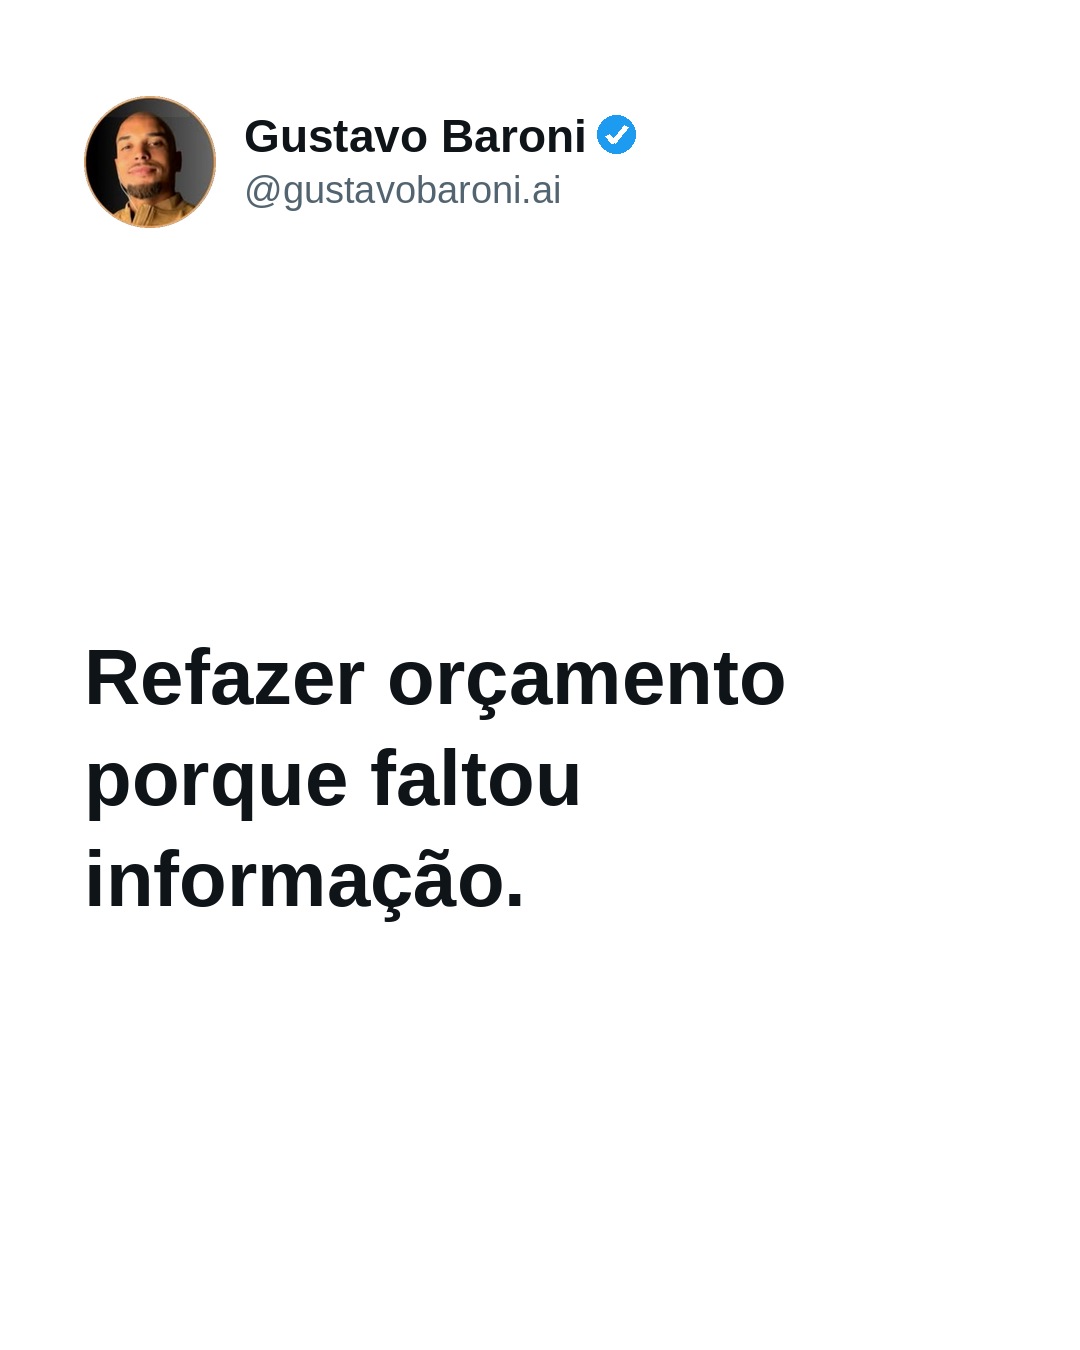 Gustavo Baroni
@gustavobaroni.ai
Refazer orçamento
porque faltou
informação.